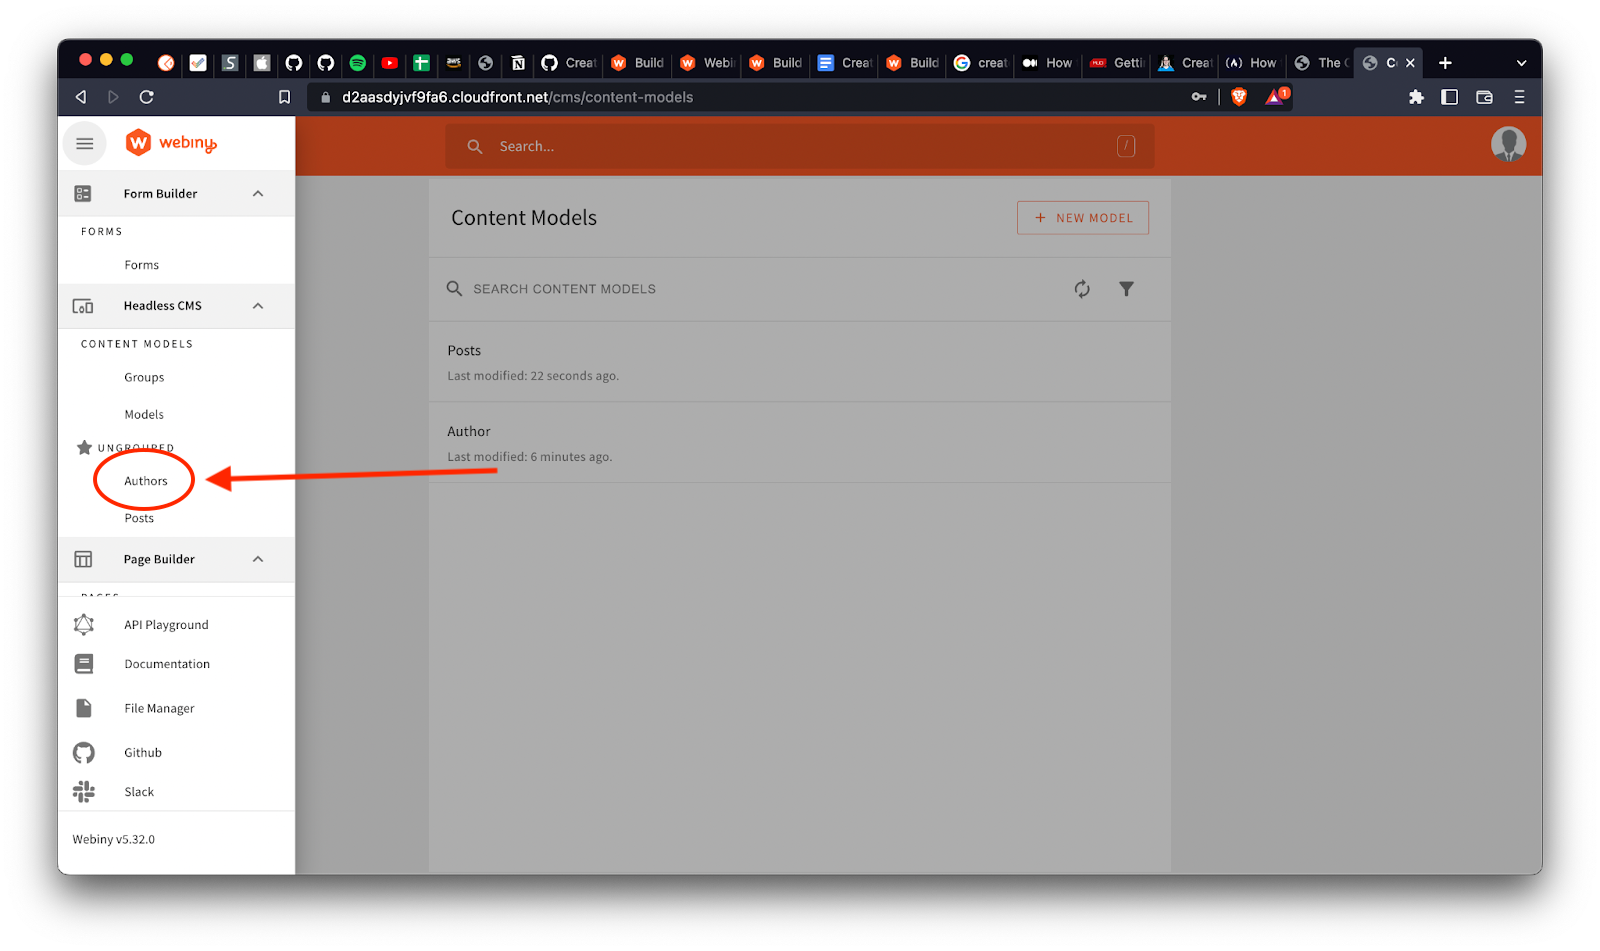 Creat
Build
Webi
Build
Creat
Build
creat
How
Getti
Creat
How
The
C
d2aasdyjvf9fa6.cloudfront.net/cms/content-models
1
webiny
Search...
/
Form Builder
FORMS
Forms
Headless CMS
CONTENT MODELS
Groups
Models
UNGROUPED
Authors
Posts
Page Builder
PAGES
API Playground
Documentation
File Manager
Github
Slack
Webiny v5.32.0
Content Models
+ NEW MODEL
SEARCH CONTENT MODELS
Posts
Last modified: 22 seconds ago.
Author
Last modified: 6 minutes ago.